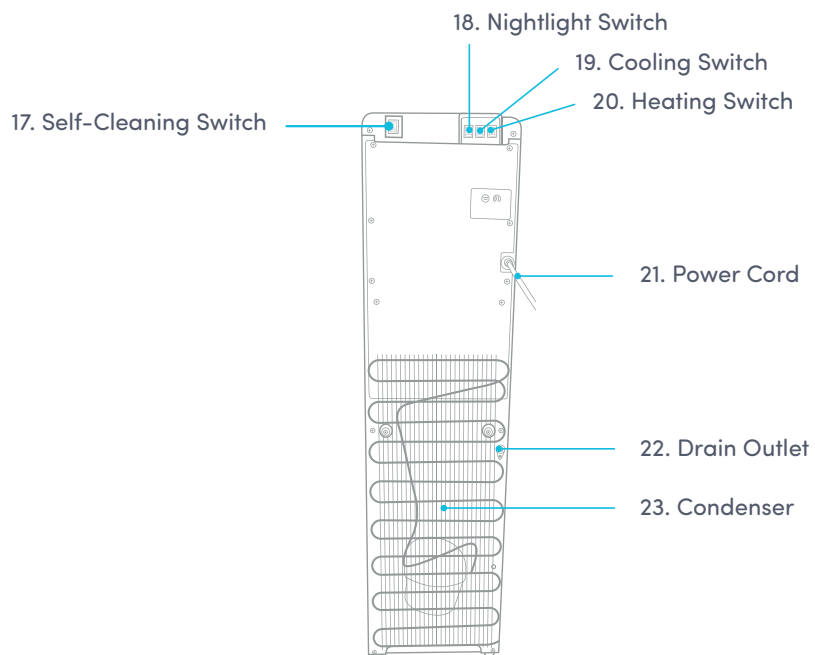 18. Nightlight Switch
19. Cooling Switch
20. Heating Switch
17. Self-Cleaning Switch
21. Power Cord
22. Drain Outlet
23. Condenser